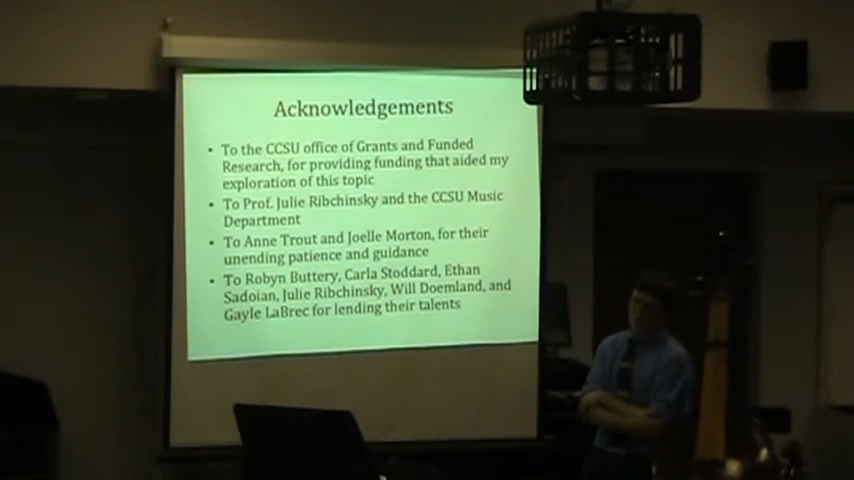 Acknowledgements
• To the CCSU office of Grants and Funded
Research, for providing funding that aided my
exploration of this topic
• To Prof. Julie Ribchinsky and the CCSU Music
Department
• To Anne Trout and Joelle Morton, for their
unending patience and guidance
• To Robyn Buttery, Carla Stoddard, Ethan
Sadoian, Julie Ribchinsky, Will Doemland, and
Gayle LaBrec for lending their talents